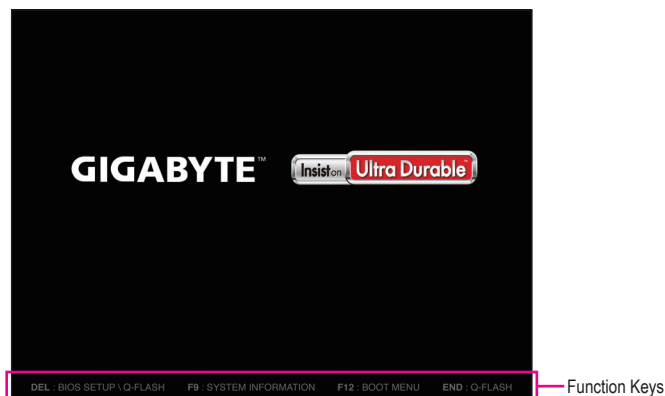 GIGABYTE™ Insist on Ultra Durable™
DEL : BIOS SETUP \ Q-FLASH F9 : SYSTEM INFORMATION F12 : BOOT MENU END : Q-FLASH
Function Keys